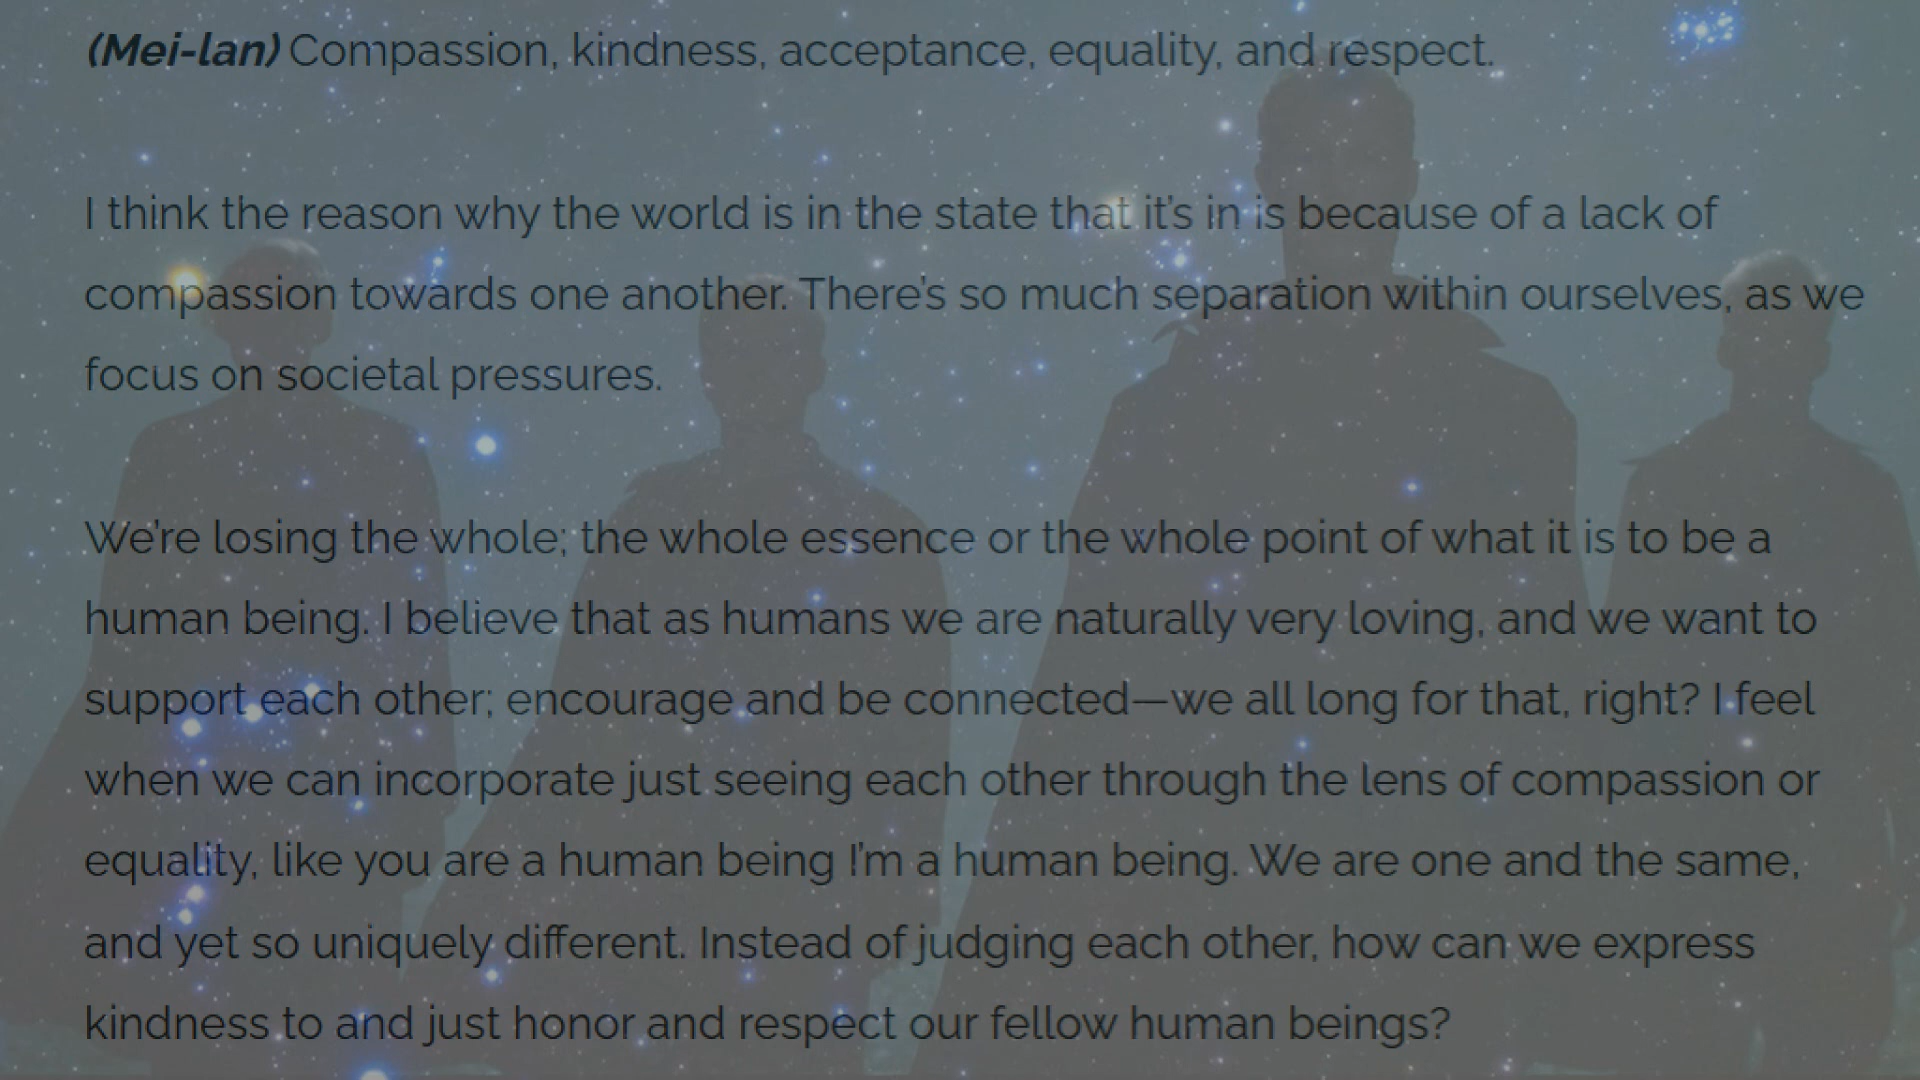 (Mei-lan) Compassion, kindness, acceptance, equality, and respect.
I think the reason why the world is in the state that it's in is because of a lack of
compassion towards one another. There's so much separation within ourselves, as we
focus on societal pressures.
We're losing the whole; the whole essence or the whole point of what it is to be a
human being. I believe that as humans we are naturally very loving, and we want to
support each other; encourage and be connected—we all long for that, right? I feel
when we can incorporate just seeing each other through the lens of compassion or
equality, like you are a human being I'm a human being. We are one and the same,
and yet so uniquely different. Instead of judging each other, how can we express
kindness to and just honor and respect our fellow human beings?